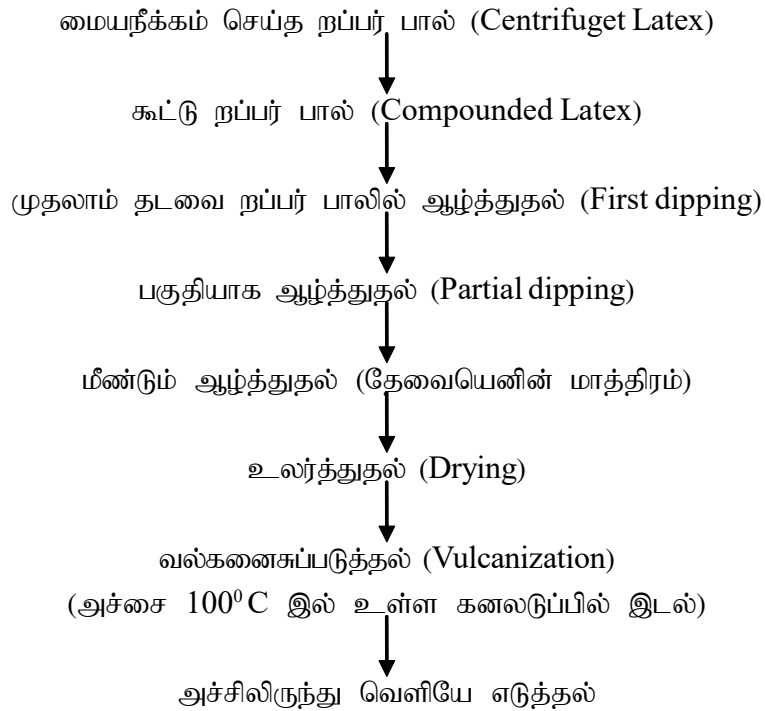 மையநீக்கம் செய்த றப்பர் பால் (Centrifuget Latex)
கூட்டு றப்பர் பால் (Compounded Latex)
முதலாம் தடவை றப்பர் பாலில் ஆழ்த்துதல் (First dipping)
பகுதியாக ஆழ்த்துதல் (Partial dipping)
மீண்டும் ஆழ்த்துதல் (தேவையெனின் மாத்திரம்)
உலர்த்துதல் (Drying)
வல்கனைசுப்படுத்தல் (Vulcanization)
(அச்சை 100⁰ C இல் உள்ள கனலடுப்பில் இடல்)
அச்சிலிருந்து வெளியே எடுத்தல்